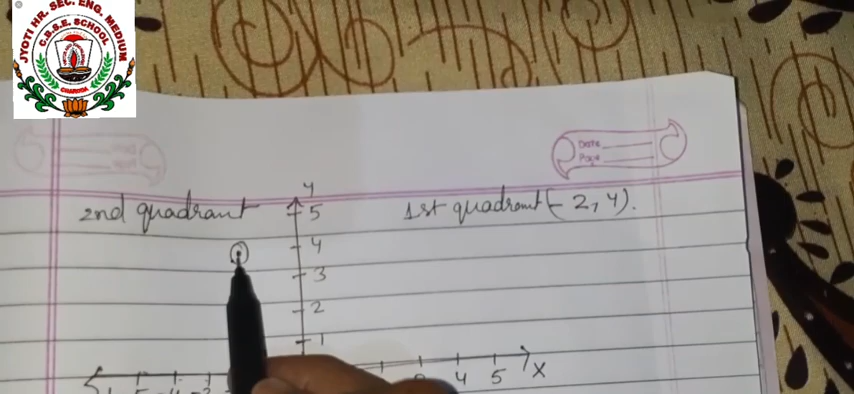 JYOTI HR. SEC. ENG. MEDIUM
C.B.S.E. SCHOOL
CHARODA
Date
Page
y
2nd quadrant
5
1st quadrant (-2, 4).
4
3
2
1
4 5 X